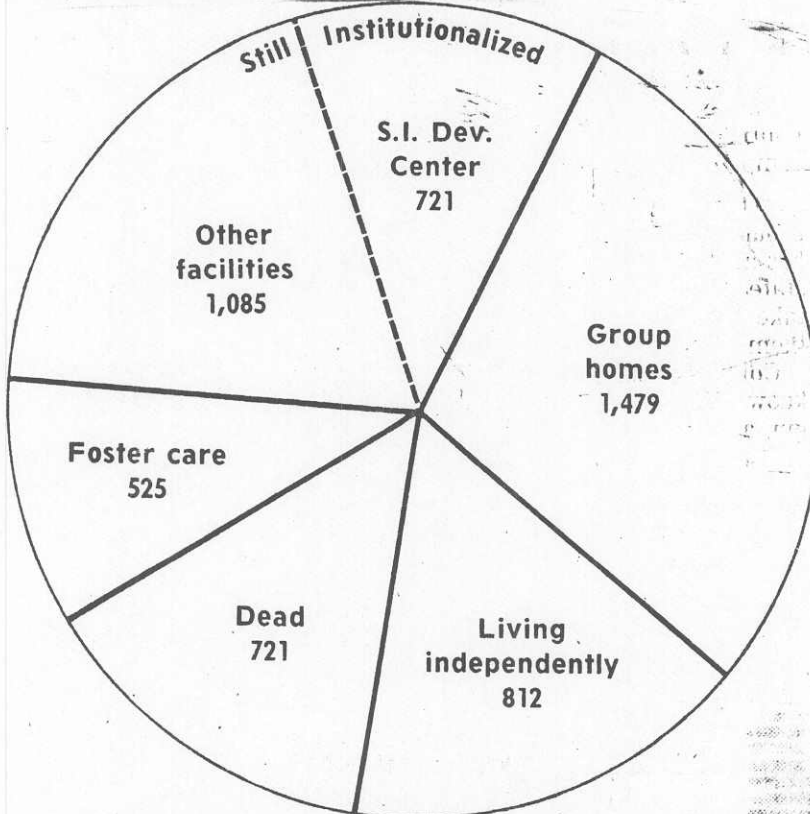 Still Institutionalized
S.I. Dev.
Center
721
Other
facilities
1,085
Group
homes
1,479
Foster care
525
Dead
721
Living
independently
812